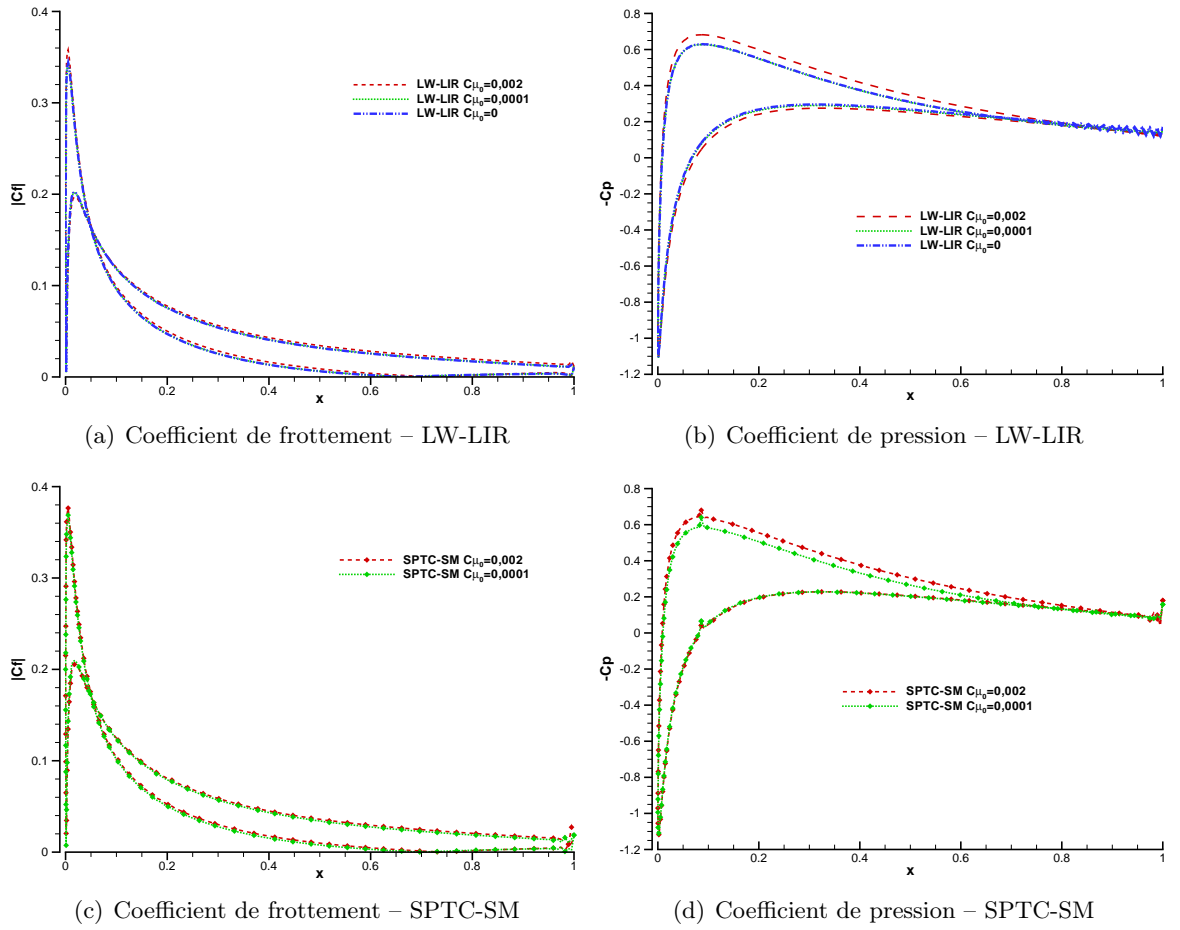 0.4
0.3
0.2
0.1
0
|Cf|
0
0.2
0.4
0.6
0.8
1
x
LW-LIR Cμ₀=0,002
LW-LIR Cμ₀=0,0001
LW-LIR Cμ₀=0
(a) Coefficient de frottement – LW-LIR
0.8
0.6
0.4
0.2
0
-0.2
-0.4
-0.6
-0.8
-1
-1.2
-Cp
0
0.2
0.4
0.6
0.8
1
x
LW-LIR Cμ₀=0,002
LW-LIR Cμ₀=0,0001
LW-LIR Cμ₀=0
(b) Coefficient de pression – LW-LIR
0.4
0.3
0.2
0.1
0
|Cf|
0
0.2
0.4
0.6
0.8
1
x
SPTC-SM Cμ₀=0,002
SPTC-SM Cμ₀=0,0001
(c) Coefficient de frottement – SPTC-SM
0.8
0.6
0.4
0.2
0
-0.2
-0.4
-0.6
-0.8
-1
-1.2
-Cp
0
0.2
0.4
0.6
0.8
1
x
SPTC-SM Cμ₀=0,002
SPTC-SM Cμ₀=0,0001
(d) Coefficient de pression – SPTC-SM